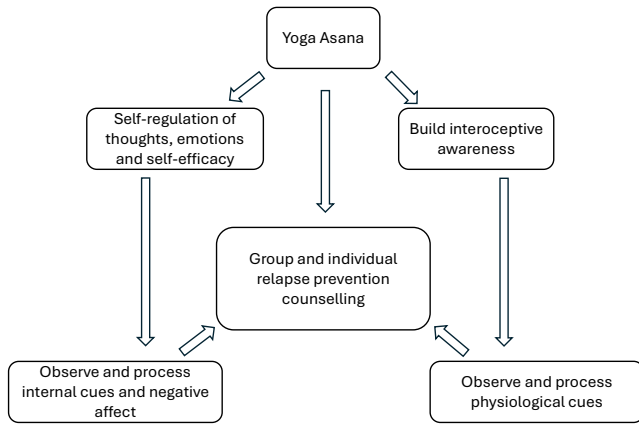 Yoga Asana
Self-regulation of
thoughts, emotions
and self-efficacy
Build interoceptive
awareness
Group and individual
relapse prevention
counselling
Observe and process
internal cues and negative
affect
Observe and process
physiological cues